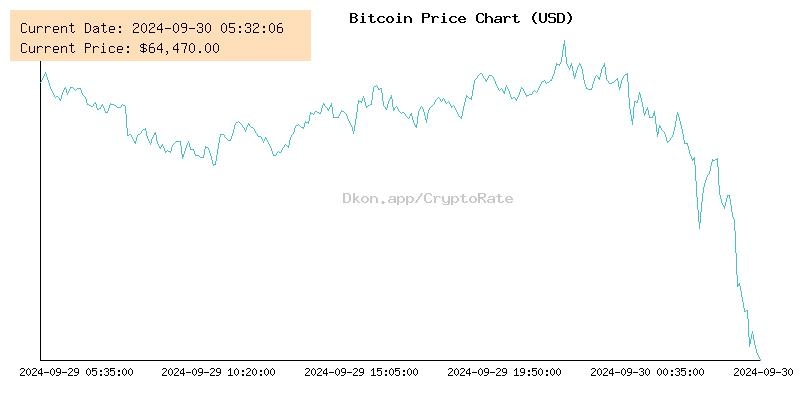 Bitcoin Price Chart (USD)
Current Date: 2024-09-30 05:32:06
Current Price: $64,470.00
Dkon.app/CryptoRate
2024-09-29 05:35:00 2024-09-29 10:20:00 2024-09-29 15:05:00 2024-09-29 19:50:00 2024-09-30 00:35:00 2024-09-30